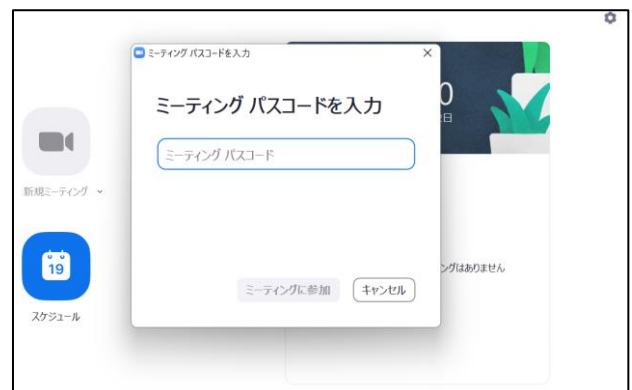 ミーティング パスコードを入力
ミーティング パスコードを入力
ミーティング パスコード
ミーティングに参加
キャンセル
0
日
新規ミーティング
19
スケジュール
ングはありません